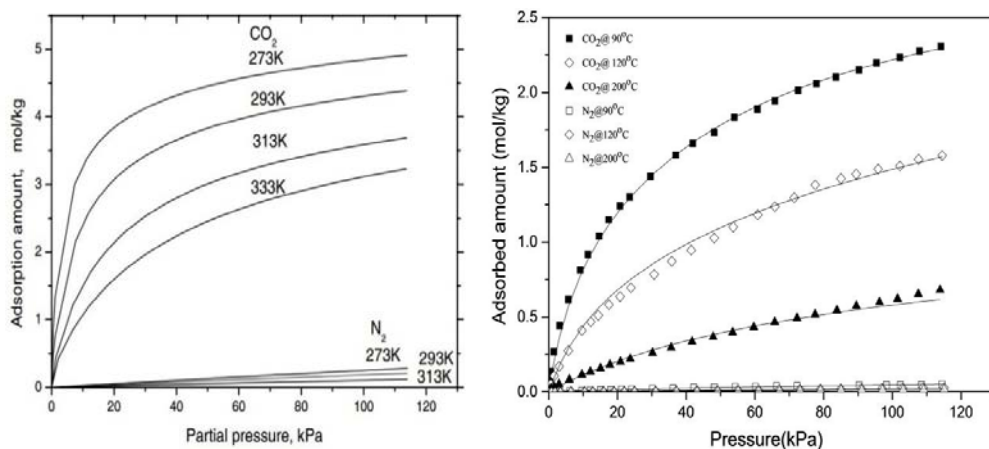 CO2
273K
293K
313K
333K
N2
273K
293K
313K
5
4
3
2
1
0
0 20 40 60 80 100 120
Adsorption amount, mol/kg
Partial pressure, kPa
CO2@90°C
CO2@120°C
CO2@200°C
N2@90°C
N2@120°C
N2@200°C
2.5
2.0
1.5
1.0
0.5
0.0
0 20 40 60 80 100 120
Adsorbed amount (mol/kg)
Pressure(kPa)